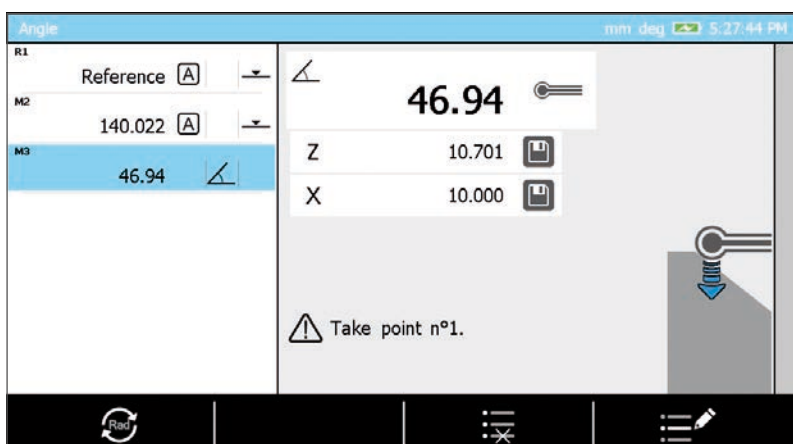 Angle mm deg 5:27:44 PM
R1
Reference A
M2
140.022 A
M3
46.94
46.94
Z 10.701
X 10.000
Take point nº1.
Rad